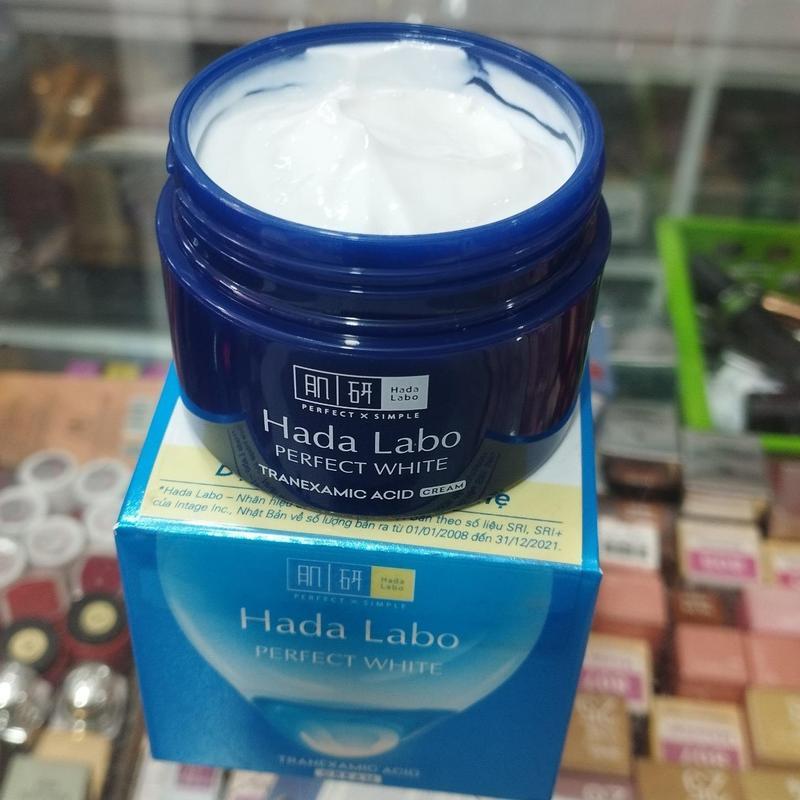 肌研 Hada Labo
PERFECT X SIMPLE
Hada Labo
PERFECT WHITE
TRANEXAMIC ACID CREAM
*Hada Labo – Nhãn hiệu
theo số liệu SRI, SRI+
của Intage Inc., Nhật Bản về số lượng bán ra từ 01/01/2008 đến 31/12/2021.
肌研 Hada Labo
PERFECT X SIMPLE
Hada Labo
PERFECT WHITE
TRANEXAMIC ACID
CREAM